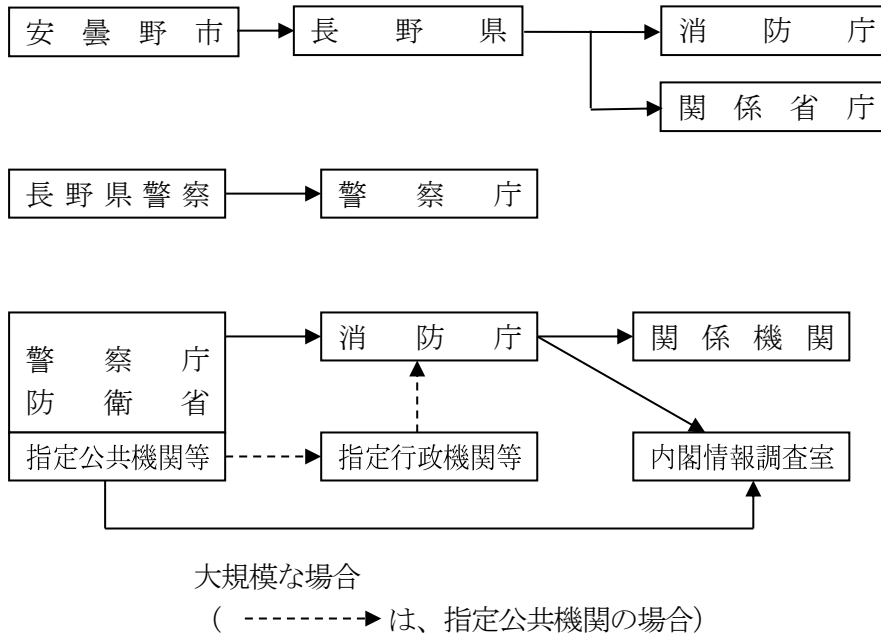 安曇野市 長野県 消防庁
関係省庁
長野県警察 警察庁
警察庁 消防庁 関係機関
防衛省
指定公共機関等 指定行政機関等 内閣情報調査室
大規模な場合
( は、指定公共機関の場合)